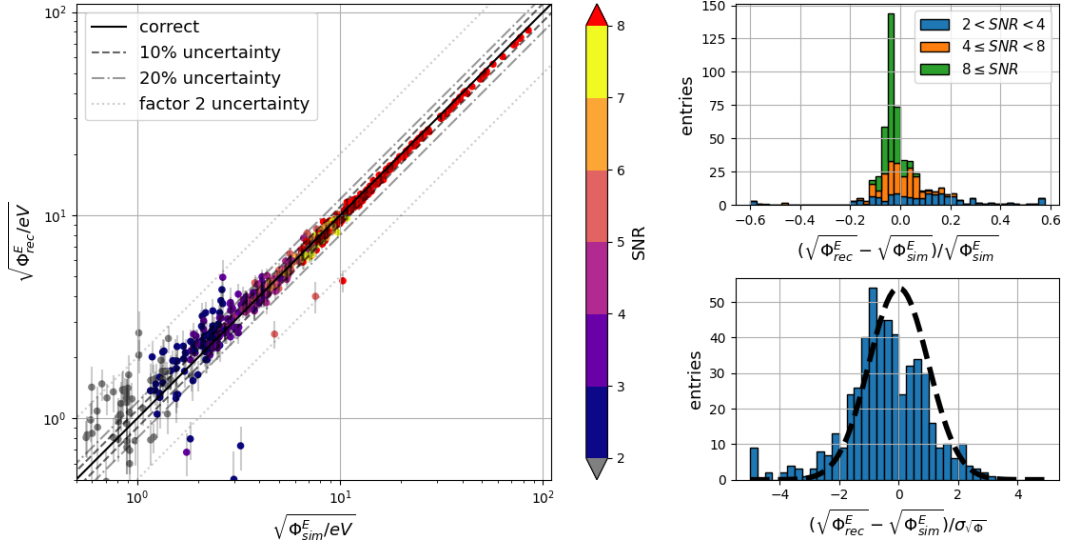 correct
10% uncertainty
20% uncertainty
factor 2 uncertainty
10²
10¹
10⁰
√Φ^E_rec/eV
10⁰
10¹
10²
√Φ^E_sim/eV
8
7
6
5
4
3
2
SNR
150
125
100
75
50
25
0
entries
2 < SNR < 4
4 ≤ SNR < 8
8 ≤ SNR
−0.6
−0.4
−0.2
0.0
0.2
0.4
0.6
(√Φ^E_rec − √Φ^E_sim)/√Φ^E_sim
50
40
30
20
10
0
entries
−4
−2
0
2
4
(√Φ^E_rec − √Φ^E_sim)/σ_√Φ